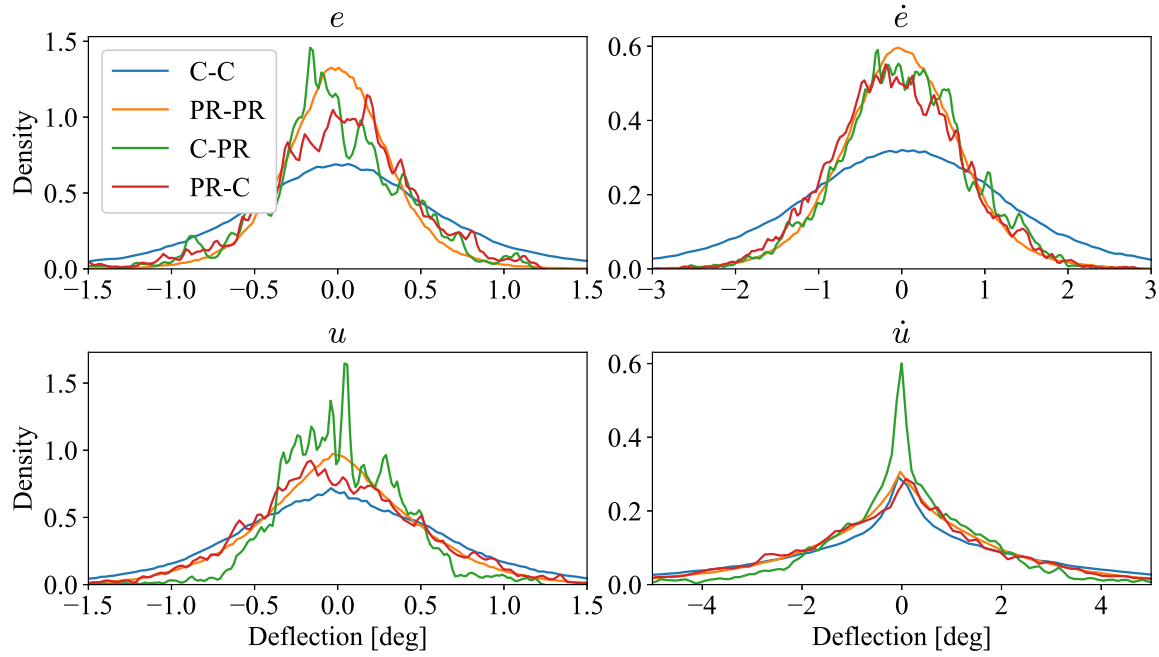 e
ė
Density
1.5
1.0
0.5
0.0
C-C
PR-PR
C-PR
PR-C
−1.5 −1.0 −0.5 0.0 0.5 1.0 1.5
0.6
0.4
0.2
0.0
−3 −2 −1 0 1 2 3
u
u̇
Density
1.5
1.0
0.5
0.0
−1.5 −1.0 −0.5 0.0 0.5 1.0 1.5
Deflection [deg]
0.6
0.4
0.2
0.0
−4 −2 0 2 4
Deflection [deg]